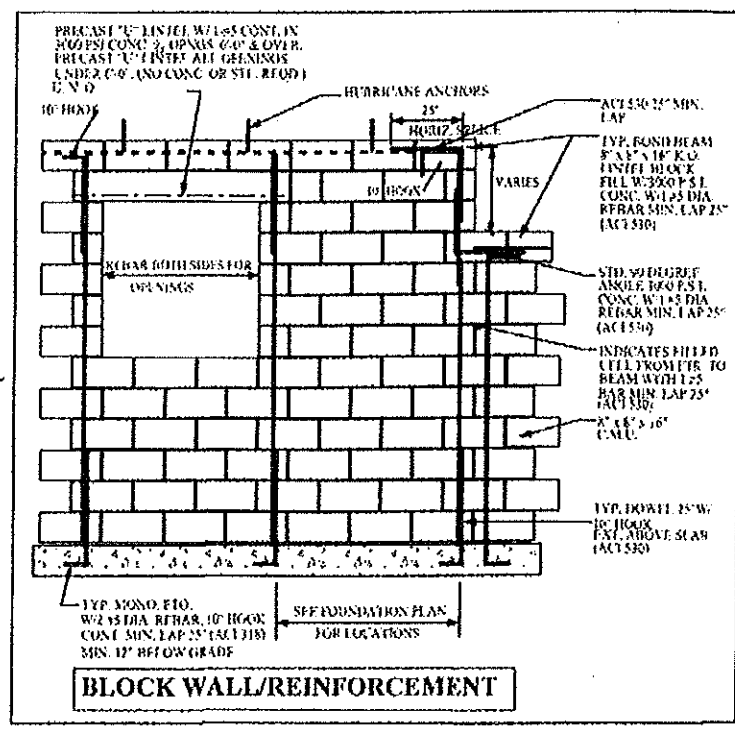 PRECAST "U" LINTEL W/1 #5 CONT. IN
3000 PSI CONC. @ OPNGS 6'-0" & OVER.
PRECAST "U" LINTEL ALL OPENINGS
UNDER 6'-0". (NO CONC. OR STL. REQD.)
U.N.O.
10" HOOK
HURRICANE ANCHORS
25"
HORIZ. SPLICE
10" HOOK
VARIES
ACI 530 25" MIN.
LAP
TYP. BOND BEAM
8" x 8" x 16" K.O.
LINTEL BLOCK
FILL W/3000 P.S.I.
CONC. W/1 #5 DIA.
REBAR MIN. LAP 25"
(ACI 530)
REBAR BOTH SIDES FOR
OPENINGS
STD. 90 DEGREE
ANGLE 3000 P.S.I.
CONC. W/1 #5 DIA
REBAR MIN. LAP 25"
(ACI 530)
INDICATES FILLED
CELL FROM FTR. TO
BEAM WITH 1 #5
BAR MIN. LAP 25"
(ACI 530)
8" x 8" x 16"
C.M.U.
TYP. DOWEL 25" W/
10" HOOK
EXT. ABOVE SLAB
(ACI 530)
TYP. MONO. FTG.
W/2 #5 DIA. REBAR, 10" HOOK
CONT. MIN. LAP 25" (ACI 318)
MIN. 12" BELOW GRADE
SEE FOUNDATION PLAN
FOR LOCATIONS
BLOCK WALL/REINFORCEMENT